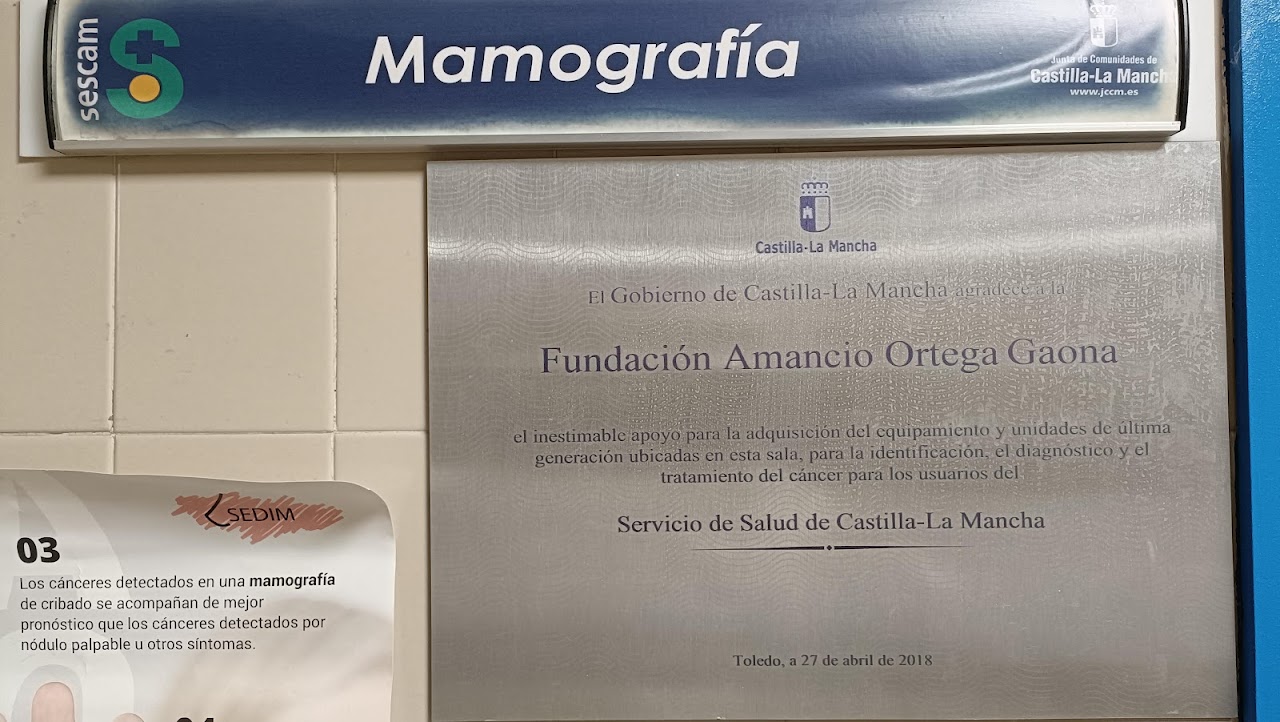 sescam
Mamografía
Junta de Comunidades de
Castilla-La Mancha
www.jccm.es
Castilla-La Mancha
El Gobierno de Castilla-La Mancha agradece a la
Fundación Amancio Ortega Gaona
el inestimable apoyo para la adquisición del equipamiento y unidades de última
generación ubicadas en esta sala, para la identificación, el diagnóstico y el
tratamiento del cáncer para los usuarios del
Servicio de Salud de Castilla-La Mancha
Toledo, a 27 de abril de 2018
SEDIM
03
Los cánceres detectados en una mamografía
de cribado se acompañan de mejor
pronóstico que los cánceres detectados por
nódulo palpable u otros síntomas.